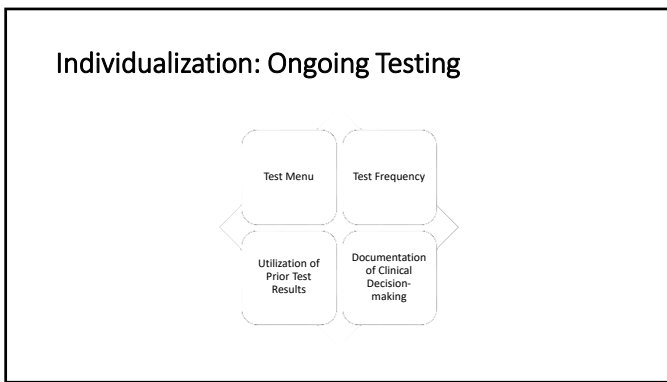 Individualization: Ongoing Testing
Test Menu
Test Frequency
Utilization of
Prior Test
Results
Documentation
of Clinical
Decision-
making